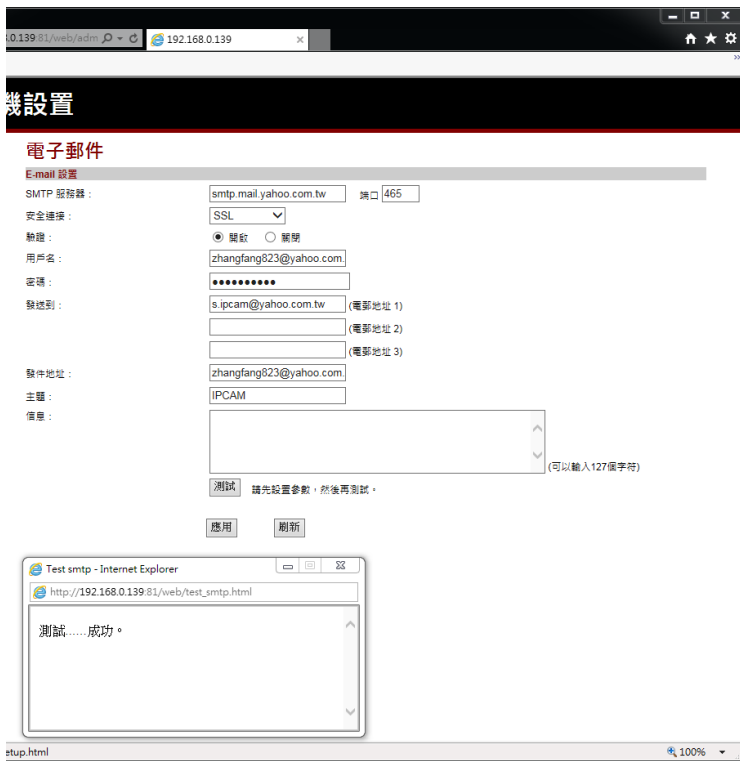 .0.139:81/web/adm
192.168.0.139
機設置
電子郵件
E-mail 設置
SMTP 服務器： smtp.mail.yahoo.com.tw 端口 465
安全連接： SSL
驗證： 開啟 關閉
用戶名： zhangfang823@yahoo.com.
密碼： ●●●●●●●●●●
發送到： s.ipcam@yahoo.com.tw (電郵地址 1)
(電郵地址 2)
(電郵地址 3)
發件地址： zhangfang823@yahoo.com.
主題： IPCAM
信息：
(可以輸入127個字符)
測試 請先設置參數，然後再測試。
應用 刷新
Test smtp - Internet Explorer
http://192.168.0.139:81/web/test_smtp.html
測試......成功。
etup.html 100%